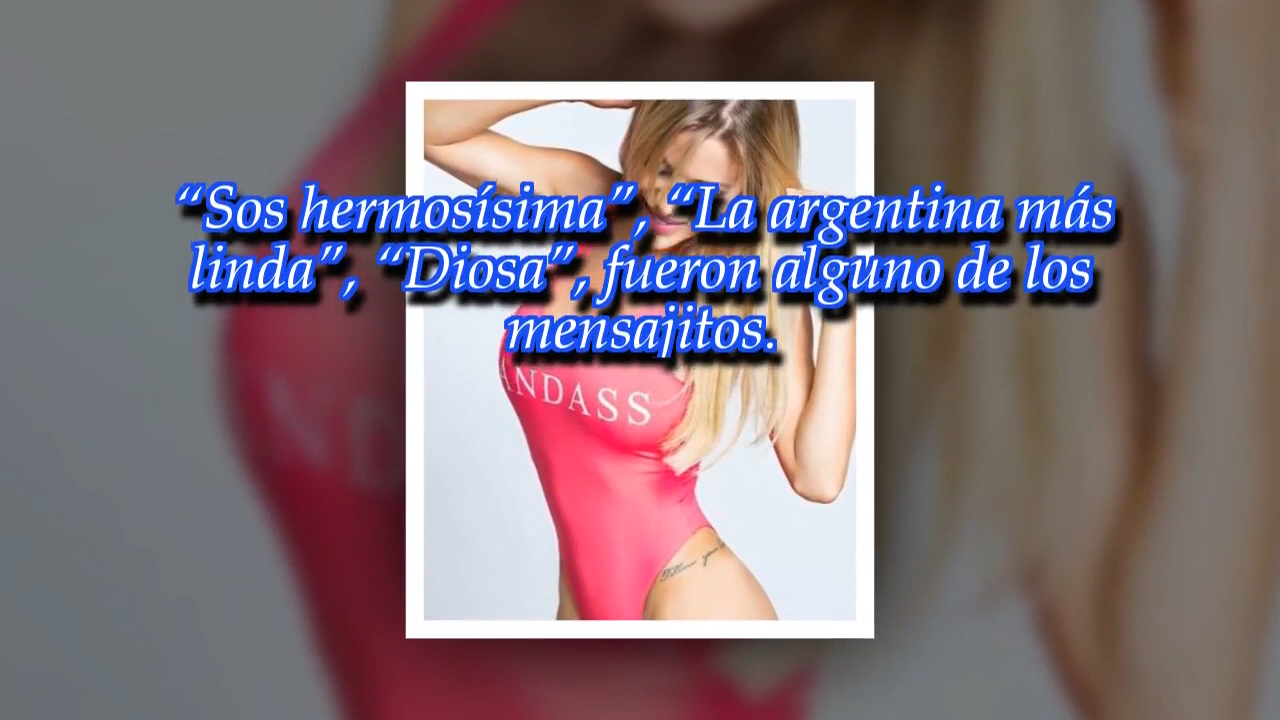 “Sos hermosísima”, “La argentina más
linda”, “Diosa”, fueron alguno de los
mensajitos.
ANDASS